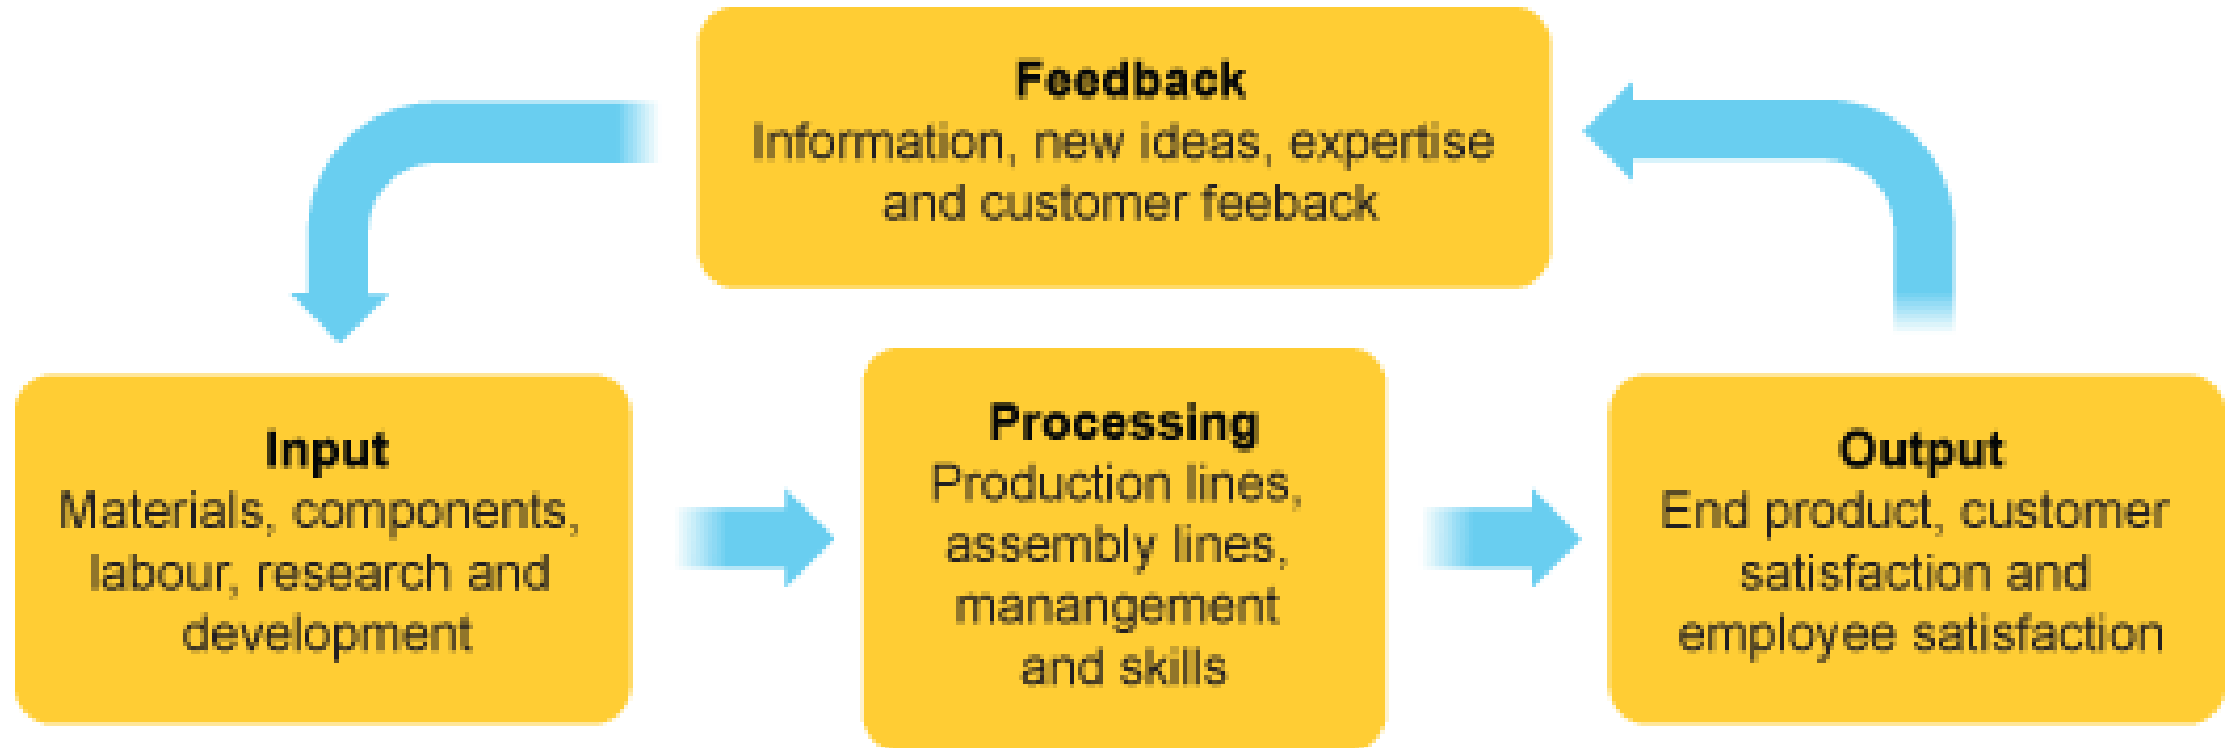 Feedback
Information, new ideas, expertise
and customer feeback
Input
Materials, components,
labour, research and
development
Processing
Production lines,
assembly lines,
manangement
and skills
Output
End product, customer
satisfaction and
employee satisfaction